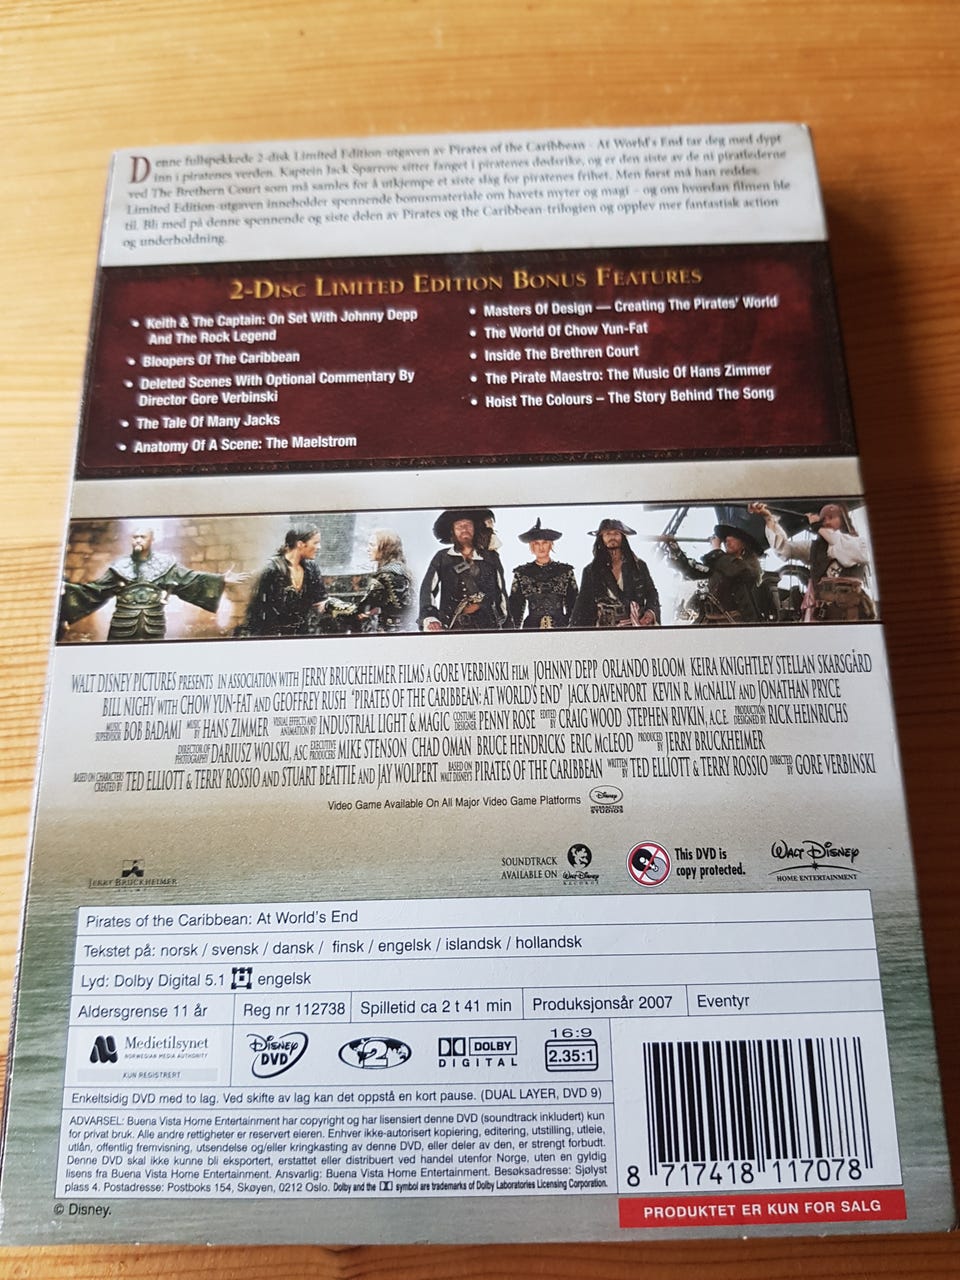 Denne fullspekkede 2-disk Limited Edition-utgaven av Pirates of the Caribbean - At World's End tar deg med dypt
inn i piratenes verden. Kaptein Jack Sparrow sitter fanget i piratenes dødsrike, og er den siste av de ni piratlederne
ved The Brethern Court som må samles for å utkjempe et siste slag for piratenes frihet. Men først må han reddes.
Limited Edition-utgaven inneholder spennende bonusmateriale om havets myter og magi – og om hvordan filmen ble
til. Bli med på denne spennende og siste delen av Pirates og the Caribbean-trilogien og opplev mer fantastisk action
og underholdning.
2-DISC LIMITED EDITION BONUS FEATURES
• Keith & The Captain: On Set With Johnny Depp
And The Rock Legend
• Bloopers Of The Caribbean
• Deleted Scenes With Optional Commentary By
Director Gore Verbinski
• The Tale Of Many Jacks
• Anatomy Of A Scene: The Maelstrom
• Masters Of Design — Creating The Pirates' World
• The World Of Chow Yun-Fat
• Inside The Brethren Court
• The Pirate Maestro: The Music Of Hans Zimmer
• Hoist The Colours – The Story Behind The Song
WALT DISNEY PICTURES PRESENTS IN ASSOCIATION WITH JERRY BRUCKHEIMER FILMS A GORE VERBINSKI FILM JOHNNY DEPP ORLANDO BLOOM KEIRA KNIGHTLEY STELLAN SKARSGÅRD
BILL NIGHY WITH CHOW YUN-FAT AND GEOFFREY RUSH "PIRATES OF THE CARIBBEAN: AT WORLD'S END" JACK DAVENPORT KEVIN R. McNALLY AND JONATHAN PRYCE
MUSIC SUPERVISOR BOB BADAMI MUSIC BY HANS ZIMMER VISUAL EFFECTS AND ANIMATION BY INDUSTRIAL LIGHT & MAGIC COSTUME DESIGNER PENNY ROSE EDITED BY CRAIG WOOD STEPHEN RIVKIN, A.C.E. PRODUCTION DESIGNED BY RICK HEINRICHS
DIRECTOR OF PHOTOGRAPHY DARIUSZ WOLSKI, ASC EXECUTIVE PRODUCERS MIKE STENSON CHAD OMAN BRUCE HENDRICKS ERIC McLEOD PRODUCED BY JERRY BRUCKHEIMER
BASED ON CHARACTERS CREATED BY TED ELLIOTT & TERRY ROSSIO AND STUART BEATTIE AND JAY WOLPERT BASED ON WALT DISNEY'S PIRATES OF THE CARIBBEAN WRITTEN BY TED ELLIOTT & TERRY ROSSIO DIRECTED BY GORE VERBINSKI
Video Game Available On All Major Video Game Platforms Disney INTERACTIVE STUDIOS
JERRY BRUCKHEIMER FILMS
SOUNDTRACK
AVAILABLE ON Walt Disney RECORDS
This DVD is
copy protected.
WALT DISNEY
HOME ENTERTAINMENT
Pirates of the Caribbean: At World's End
Tekstet på: norsk / svensk / dansk / finsk / engelsk / islandsk / hollandsk
Lyd: Dolby Digital 5.1 engelsk
Aldersgrense 11 år Reg nr 112738 Spilletid ca 2 t 41 min Produksjonsår 2007 Eventyr
Medietilsynet
NORWEGIAN MEDIA AUTHORITY
KUN REGISTRERT
DISNEY
DVD
2
DOLBY
DIGITAL
16:9
2.35:1
Enkeltsidig DVD med to lag. Ved skifte av lag kan det oppstå en kort pause. (DUAL LAYER, DVD 9)
ADVARSEL: Buena Vista Home Entertainment har copyright og har lisensiert denne DVD (soundtrack inkludert) kun
for privat bruk. Alle andre rettigheter er reservert eieren. Enhver ikke-autorisert kopiering, editering, utstilling, utleie,
utlån, offentlig fremvisning, utsendelse og/eller kringkasting av denne DVD, eller deler av den, er strengt forbudt.
Denne DVD skal ikke kunne bli eksportert, erstattet eller distribuert ved handel utenfor Norge, uten en gyldig
lisens fra Buena Vista Home Entertainment. Ansvarlig: Buena Vista Home Entertainment. Besøksadresse: Sjølyst
plass 4. Postadresse: Postboks 154, Skøyen, 0212 Oslo. Dolby and the symbol are trademarks of Dolby Laboratories Licensing Corporation.
8 717418 117078
© Disney.
PRODUKTET ER KUN FOR SALG